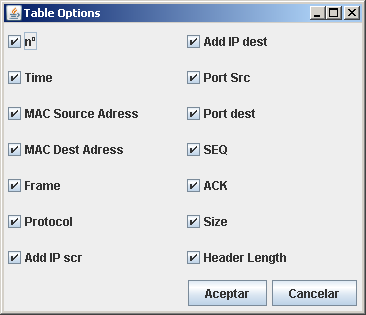 Table Options
nº
Time
MAC Source Adress
MAC Dest Adress
Frame
Protocol
Add IP scr
Add IP dest
Port Src
Port dest
SEQ
ACK
Size
Header Length
Aceptar
Cancelar